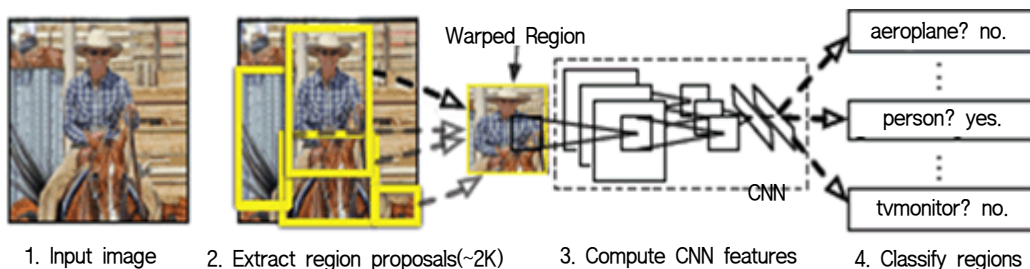 Warped Region
aeroplane? no.
person? yes.
CNN
tvmonitor? no.
1. Input image
2. Extract region proposals(~2K)
3. Compute CNN features
4. Classify regions